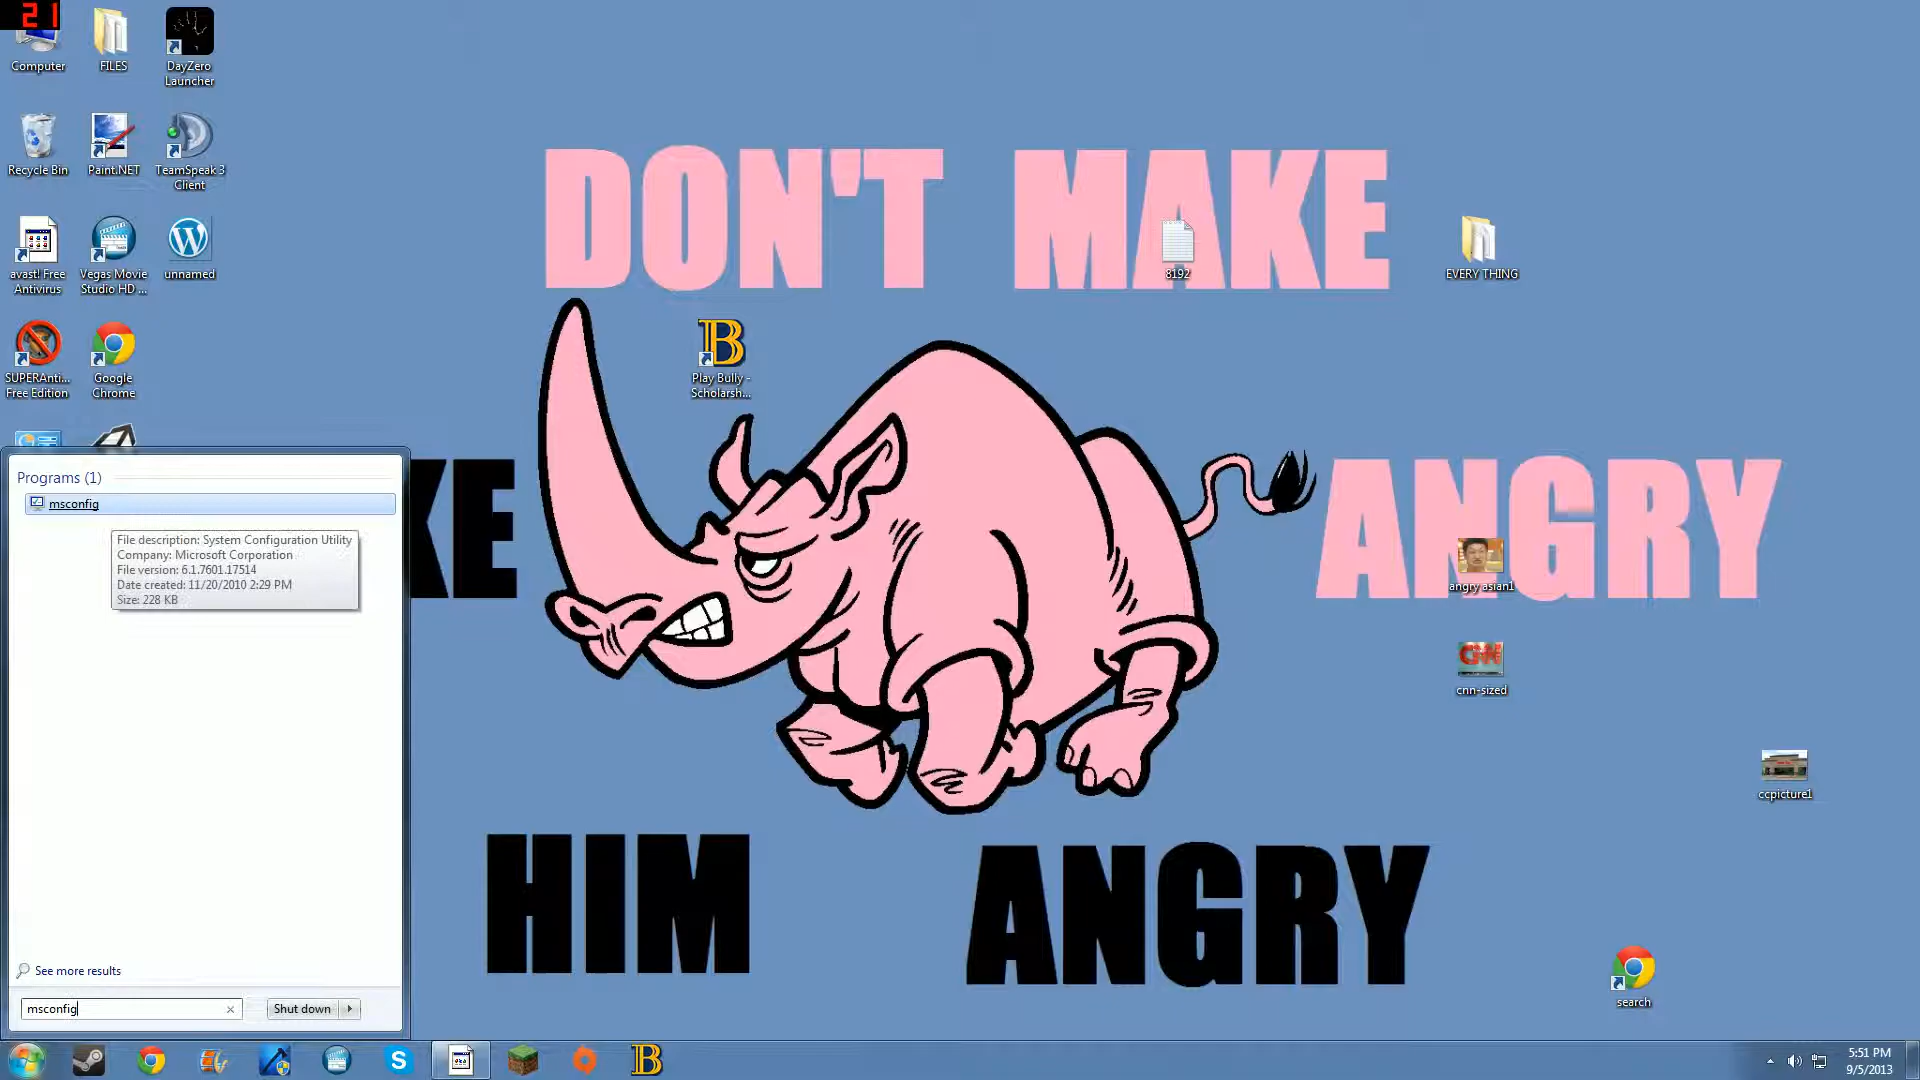 21
Computer
FILES
DayZero
Launcher
Recycle Bin
Paint.NET
TeamSpeak 3
Client
avast! Free
Antivirus
Vegas Movie
Studio HD ...
unnamed
SUPERAnti...
Free Edition
Google
Chrome
DON'T MAKE
8192
EVERY THING
B
Play Bully -
Scholarsh...
KE
ANGRY
angry asian1
CNN
cnn-sized
ccpicture1
HIM ANGRY
search
Programs (1)
msconfig
File description: System Configuration Utility
Company: Microsoft Corporation
File version: 6.1.7601.17514
Date created: 11/20/2010 2:29 PM
Size: 228 KB
See more results
msconfig
Shut down
B
5:51 PM
9/5/2013